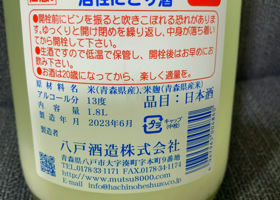 活性にごり酒
●開栓前にビンを振ると吹きこぼれる恐れがあります。
ゆっくりと開け閉めを繰り返し、中身が落ち着い
てから開栓して下さい。
●生酒ですので低温で保管し、開栓後はお早めに
お飲み下さい。
●お酒は20歳になってから、楽しく適量を。
原材料名 米(青森県産)、米麹(青森県産米)
アルコール分 13度 品目:日本酒
製造年月 2023年6月
内容量 1.8L
キャップ
八戸酒造株式会社
青森県八戸市大字湊町字本町9番地
TEL.0178-33-1171 FAX.0178-34-1174
http://www.mutsu8000.com
info@hachinoheshuzo.co.jp